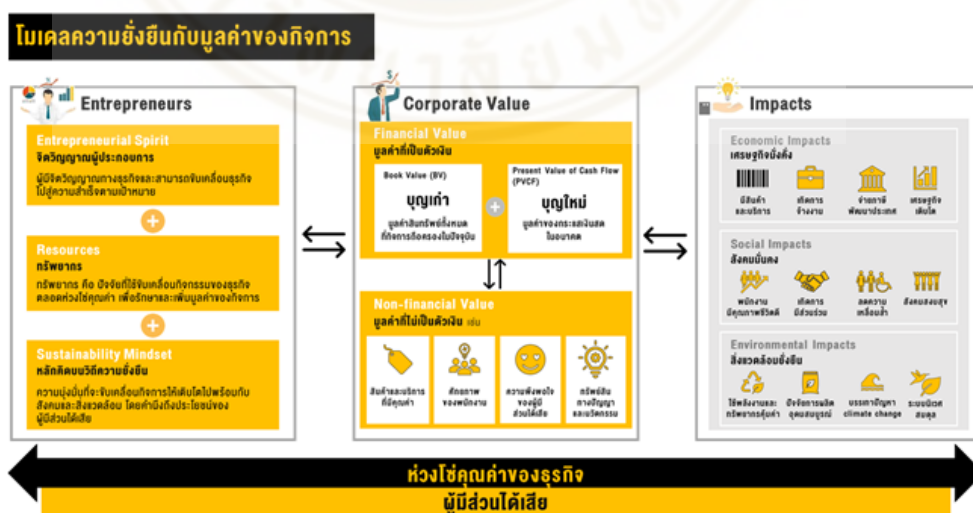 โมเดลความยั่งยืนกับมูลค่าของกิจการ
Entrepreneurs
Entrepreneurial Spirit
จิตวิญญาณผู้ประกอบการ
ผู้มีจิตวิญญาณทางธุรกิจและสามารถขับเคลื่อนธุรกิจ
ไปสู่ความสำเร็จตามเป้าหมาย
+
Resources
ทรัพยากร
ทรัพยากร คือ ปัจจัยที่ใช้ขับเคลื่อนกิจกรรมของธุรกิจ
ตลอดห่วงโซ่คุณค่า เพื่อรักษาและเพิ่มมูลค่าของกิจการ
+
Sustainability Mindset
หลักคิดบนวิถีความยั่งยืน
ความมุ่งมั่นที่จะขับเคลื่อนกิจการให้เติบโตไปพร้อมกับ
สังคมและสิ่งแวดล้อม โดยคำนึงถึงประโยชน์ของ
ผู้มีส่วนได้เสีย
Corporate Value
Financial Value
มูลค่าที่เป็นตัวเงิน
Book Value (BV)
บุญเก่า
มูลค่าสินทรัพย์ทั้งหมด
ที่กิจการถือครองในปัจจุบัน
+
Present Value of Cash Flow
(PVCF)
บุญใหม่
มูลค่าของกระแสเงินสด
ในอนาคต
Non-financial Value
มูลค่าที่ไม่เป็นตัวเงิน เช่น
สินค้าและบริการ
ที่มีคุณค่า
ศักยภาพ
ของพนักงาน
ความพึงพอใจ
ของผู้มี
ส่วนได้เสีย
ทรัพย์สิน
ทางปัญญา
และนวัตกรรม
Impacts
Economic Impacts
เศรษฐกิจมั่งคั่ง
มีสินค้า
และบริการ
เกิดการ
จ้างงาน
จ่ายภาษี
พัฒนาประเทศ
เศรษฐกิจ
เติบโต
Social Impacts
สังคมมั่นคง
พนักงาน
มีคุณภาพชีวิตดี
เกิดการ
มีส่วนร่วม
ลดความ
เหลื่อมล้ำ
สังคมสงบสุข
Environmental Impacts
สิ่งแวดล้อมยั่งยืน
ใช้พลังงานและ
ทรัพยากรคุ้มค่า
ปัจจัยการผลิต
อุดมสมบูรณ์
บรรเทาปัญหา
climate change
ระบบนิเวศ
สมดุล
ห่วงโซ่คุณค่าของธุรกิจ
ผู้มีส่วนได้เสีย